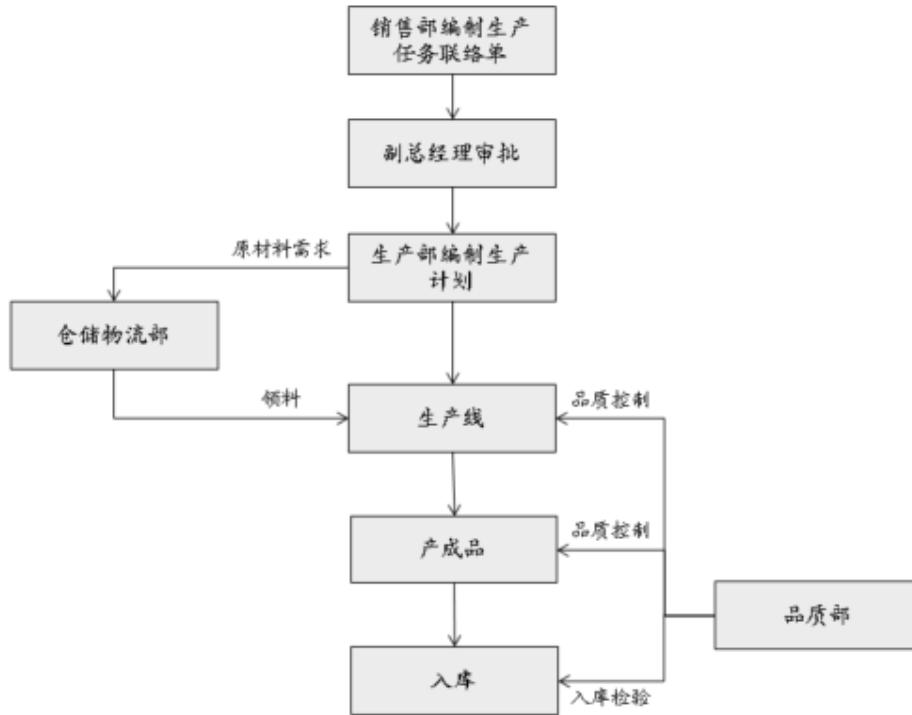 销售部编制生产
任务联络单
副总经理审批
原材料需求
生产部编制生产
计划
仓储物流部
领料
生产线
品质控制
产成品
品质控制
品质部
入库
入库检验